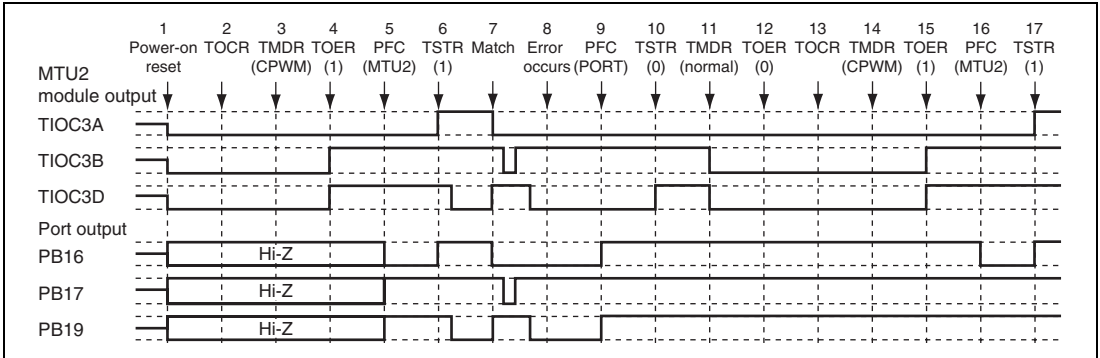 1 2 3 4 5 6 7 8 9 10 11 12 13 14 15 16 17
Power-on TOCR TMDR TOER PFC TSTR Match Error PFC TSTR TMDR TOER TOCR TMDR TOER PFC TSTR
reset (CPWM) (1) (MTU2) (1) occurs (PORT) (0) (normal) (0) (CPWM) (1) (MTU2) (1)
MTU2
module output
TIOC3A
TIOC3B
TIOC3D
Port output
PB16 Hi-Z
PB17 Hi-Z
PB19 Hi-Z